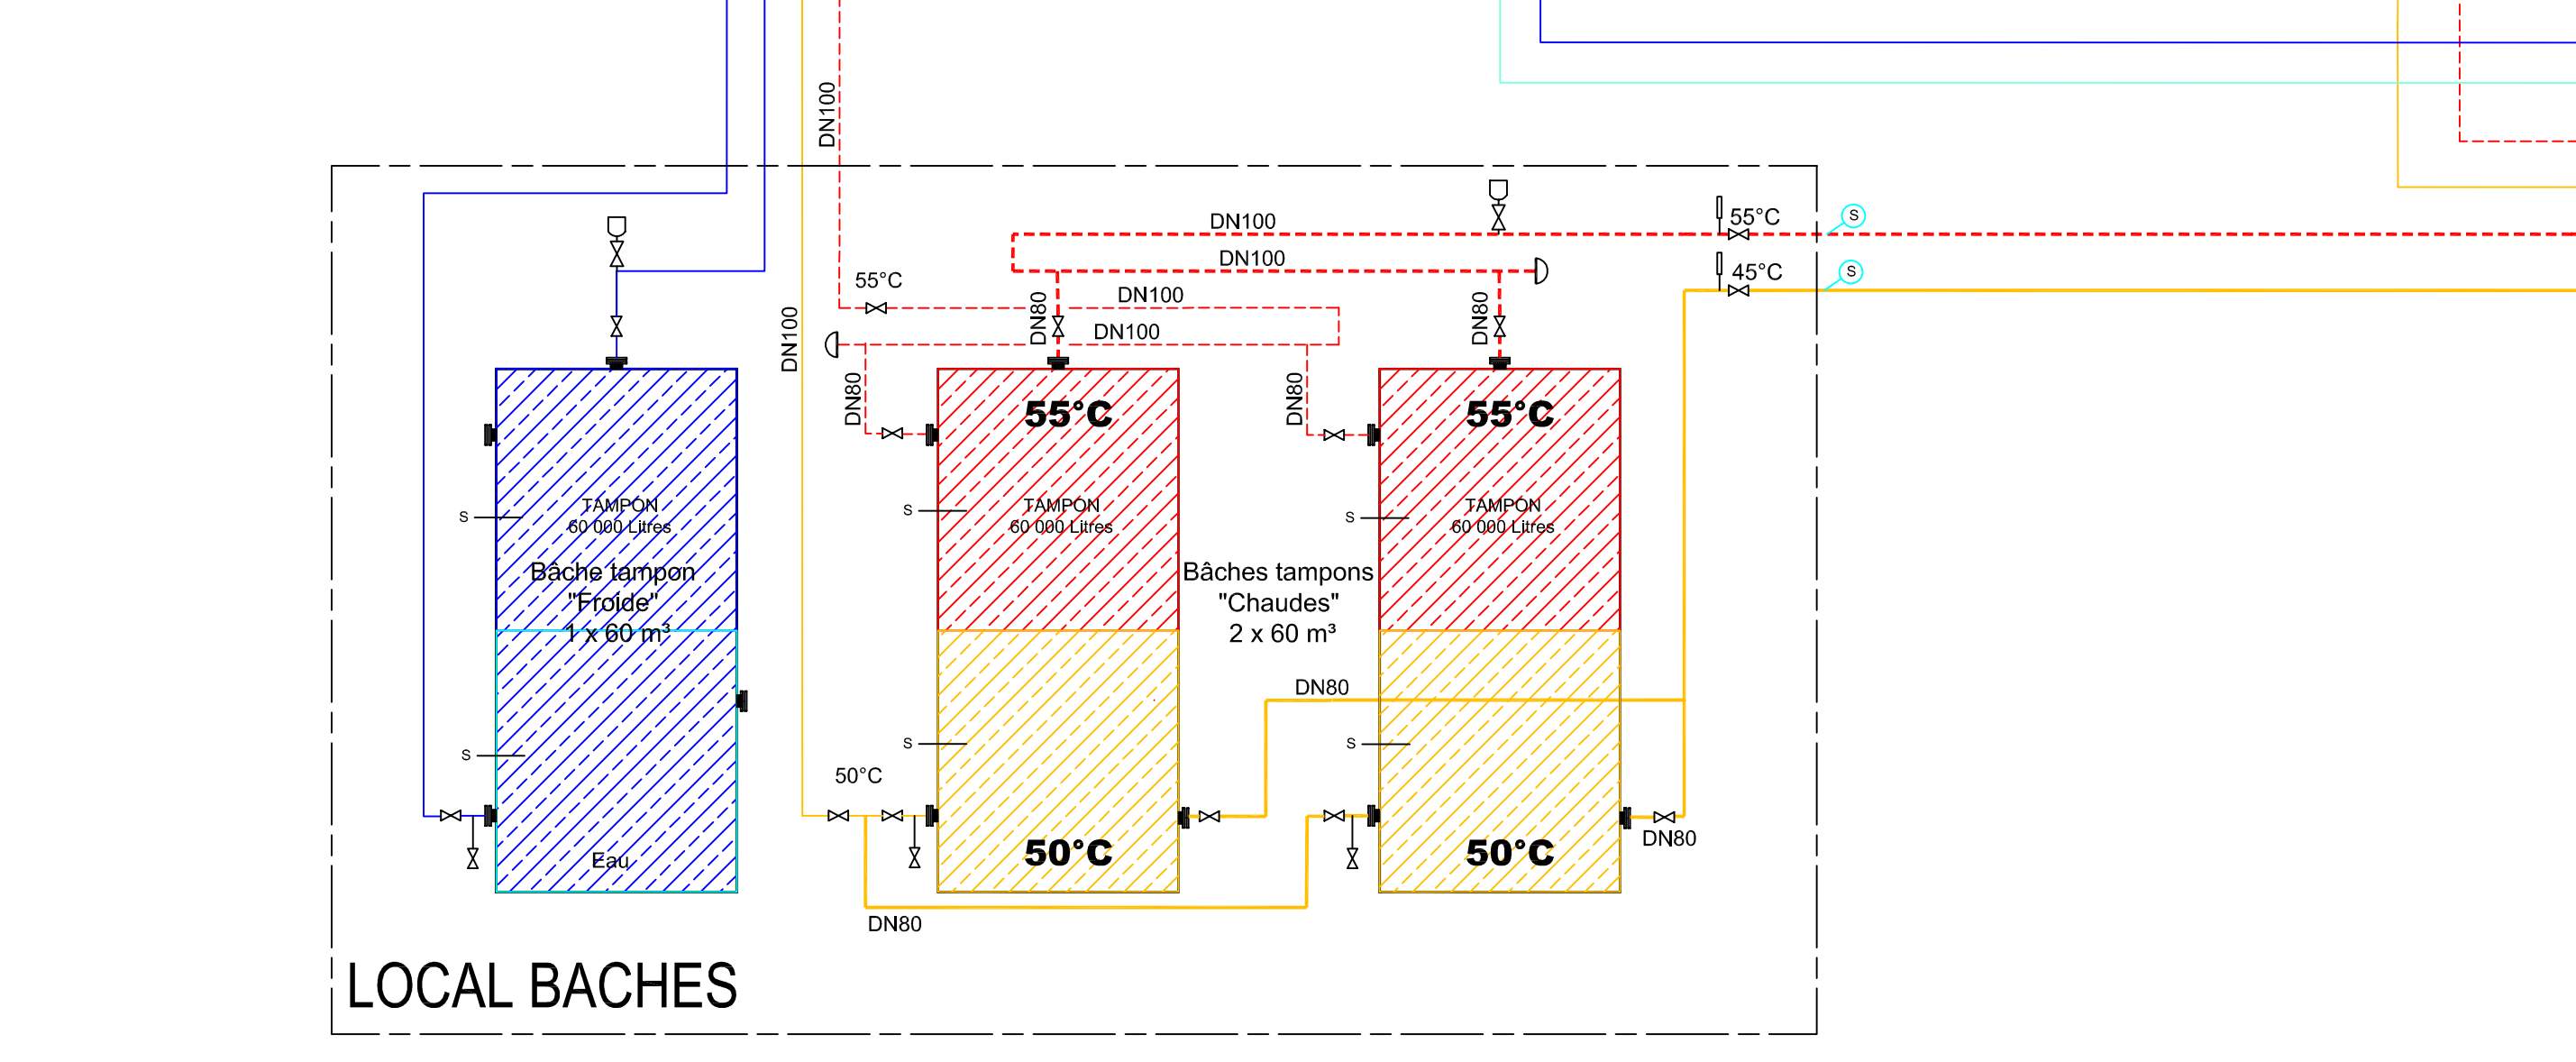 DN100
DN100
55°C
S
DN100
45°C
S
55°C
DN100
DN80
DN80
DN100
DN100
DN80
DN80
55°C
55°C
TAMPON
60 000 Litres
TAMPON
60 000 Litres
TAMPON
60 000 Litres
S
S
S
Bâche tampon
"Froide"
1 x 60 m³
Bâches tampons
"Chaudes"
2 x 60 m³
DN80
S
S
S
50°C
DN80
Eau
50°C
50°C
DN80
LOCAL BACHES